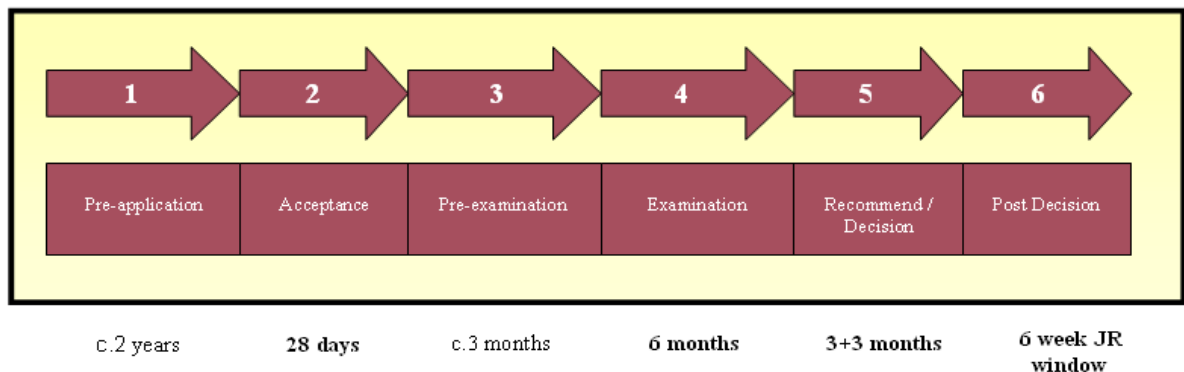 1 2 3 4 5 6
Pre-application Acceptance Pre-examination Examination Recommend / Post Decision
Decision
c.2 years 28 days c.3 months 6 months 3+3 months 6 week JR
window